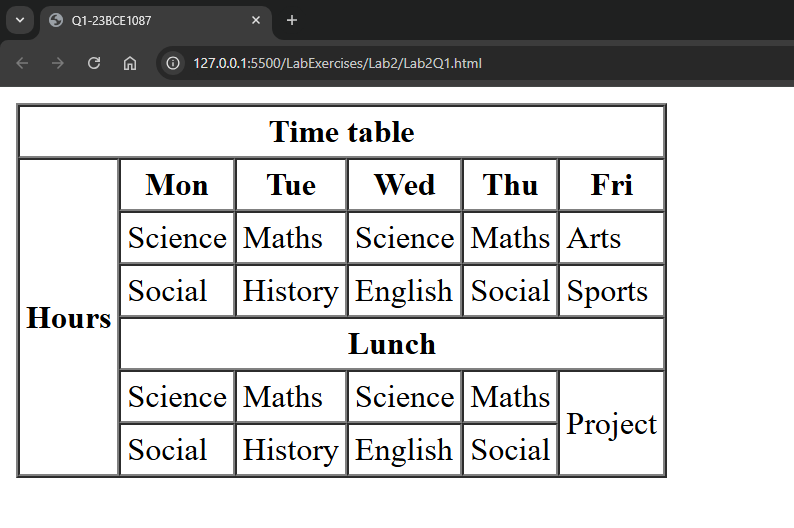 Q1-23BCE1087
127.0.0.1:5500/LabExercises/Lab2/Lab2Q1.html
Time table
Hours
Mon Tue Wed Thu Fri
Science Maths Science Maths Arts
Social History English Social Sports
Lunch
Science Maths Science Maths Project
Social History English Social